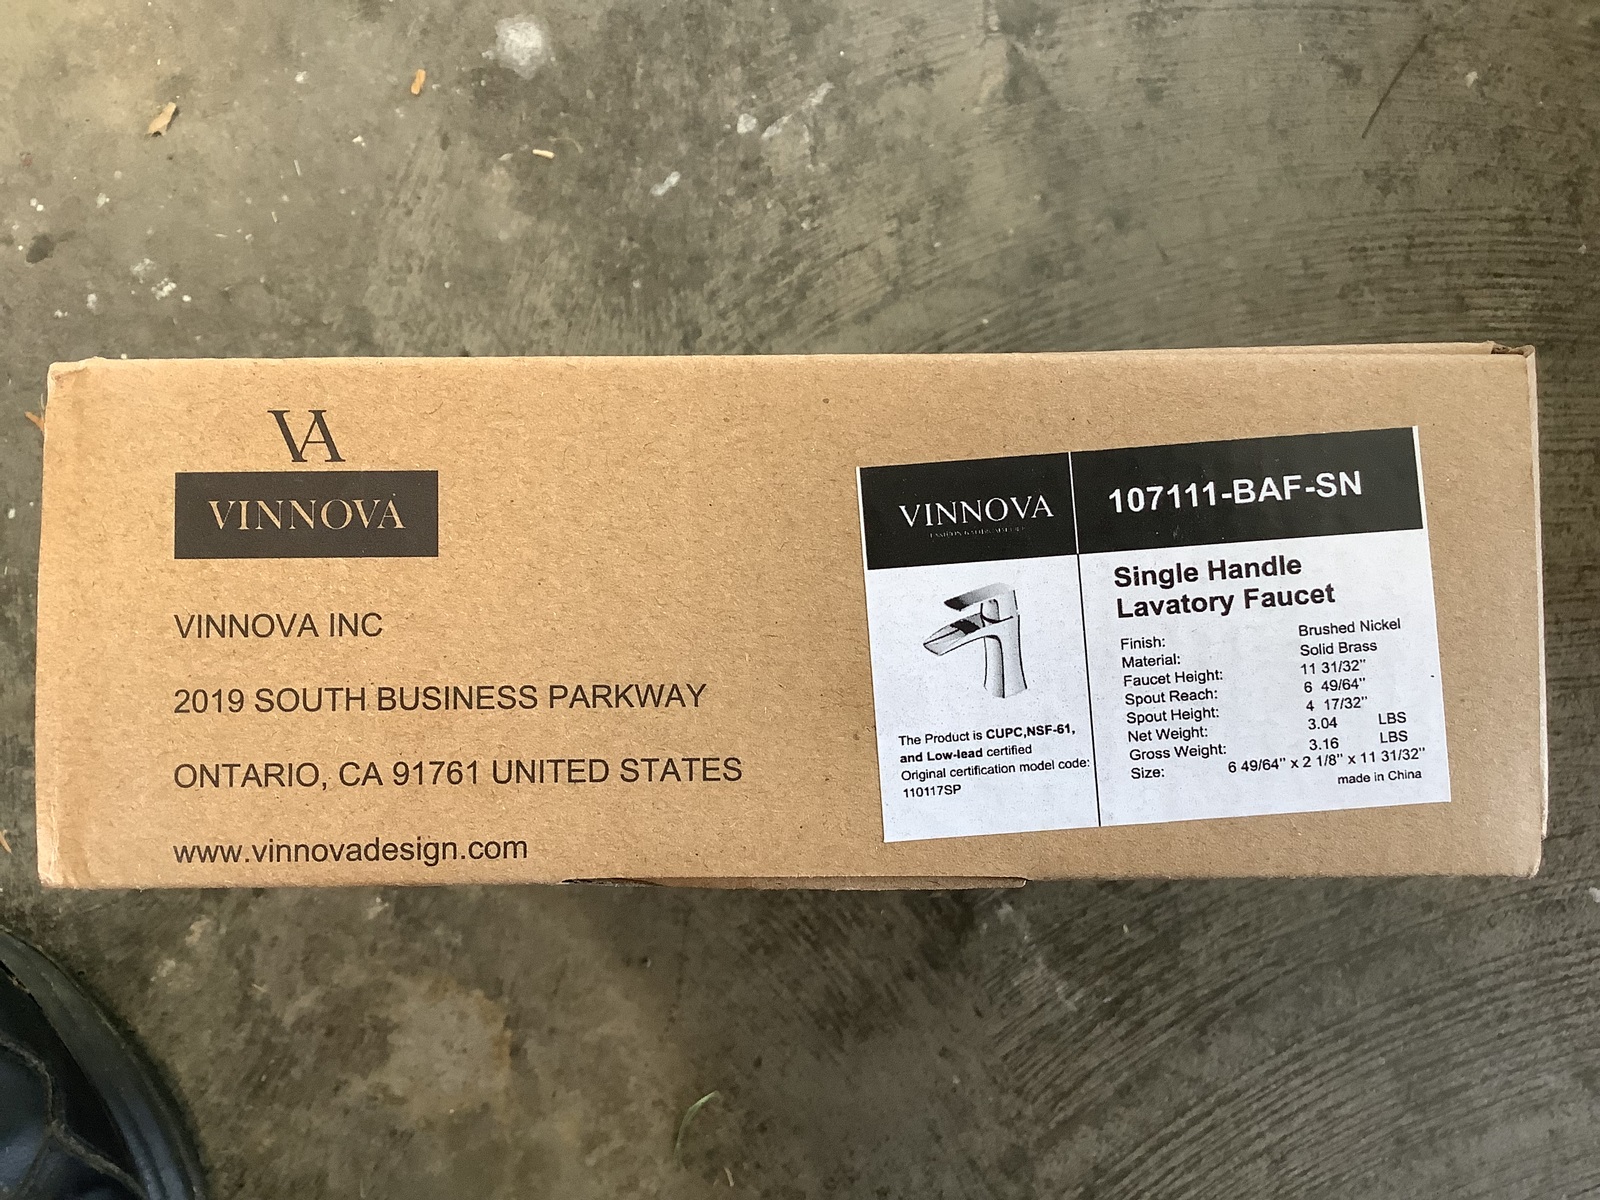 VA
VINNOVA
VINNOVA INC
2019 SOUTH BUSINESS PARKWAY
ONTARIO, CA 91761 UNITED STATES
www.vinnovadesign.com
VINNOVA
107111-BAF-SN
The Product is CUPC,NSF-61,
and Low-lead certified
Original certification model code:
110117SP
Single Handle
Lavatory Faucet
Finish: Brushed Nickel
Material: Solid Brass
Faucet Height: 11 31/32"
Spout Reach: 6 49/64"
Spout Height: 4 17/32"
Net Weight: 3.04 LBS
Gross Weight: 3.16 LBS
Size: 6 49/64" x 2 1/8" x 11 31/32"
made in China